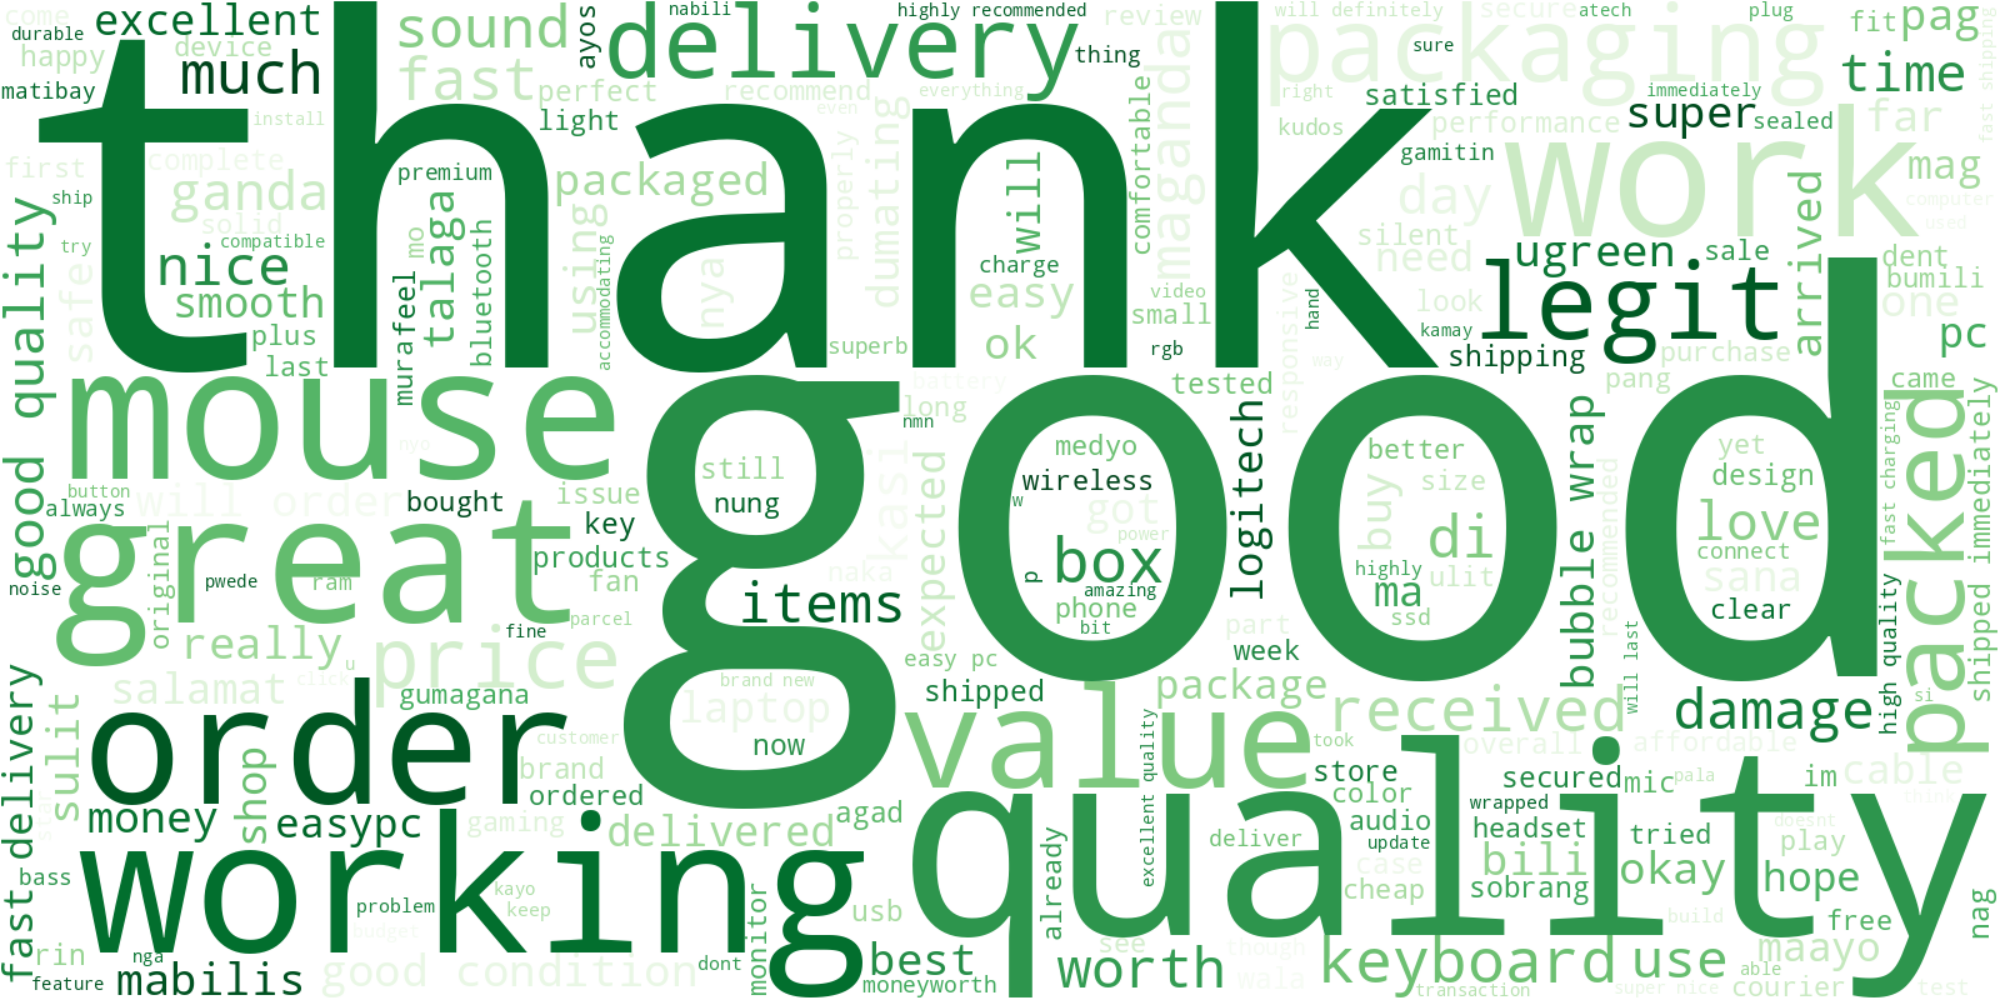 come
durable
happy
excellent
device
much
matibay
install
sound
fast
ayos
nabili
delivery
highly recommended
thing
perfect
light
recommend
everything
even
review
will definitely
secure
atech
plug
fit
pag
packaging
sure
time
fast shipping
right
kudos
satisfied
immediately
super
sealed
far
performance
gamitin
thank
work
mag
first
complete
ganda
solid
ship
try
compatible
nice
safe
smooth
plus
last
good quality
premium
mo
talaga
bluetooth
murafeel
packaged
using
accommodating
nya
properly
dumating
will
charge
easy
ok
superb
comfortable
magganda
video
small
rgb
hand
responsive
way
day
silent
need
look
kamay
ugreen
sale
legit
shipping
purchase
pang
arrived
computer
used
dent
bumili
one
pc
came
mouse
nyo
battery
long
nmn
tested
good
button
always
will order
bought
issue
key
still
nung
kasi
naka
expected
medyo
wireless
w
got
power
p
box
amazing
phone
bit
logitech
better
size
buy
di
highly
ulit
ma
ssd
bubble wrap
recommended
yet
design
love
connect
sana
clear
fast charging
packed
shipped immediately
great
noise
original
pwede
ram
products
fan
items
parcel
fine
really
u
click
price
salamat
gumagana
easy pc
shipped
part
week
package
received
will last
damage
high quality
si
brand new
laptop
now
order
customer
brand
ordered
fast delivery
sulit
star
shop
money
easypc
gaming
delivered
agad
value
excellent quality
took
store
color
audio
update
overall
affordable
secured
mic
pala
im
cable
think
wrapped
headset
tried
doesnt
play
working
quality
deliver
case
cheap
bili
sobrang
okay
hope
bass
problem
kayo
keep
budget
monitor
usb
already
build
free
nag
rin
nga
feature
mabilis
good condition
dont
best
moneyworth
see
worth
though
wala
keyboard
transaction
use
super nice
able
maayo
courier
test